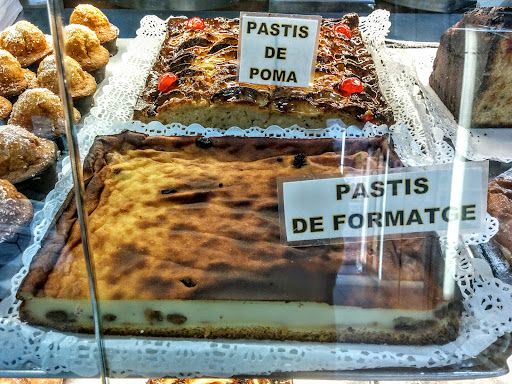 PASTIS
DE
POMA
PASTIS
DE FORMATGE